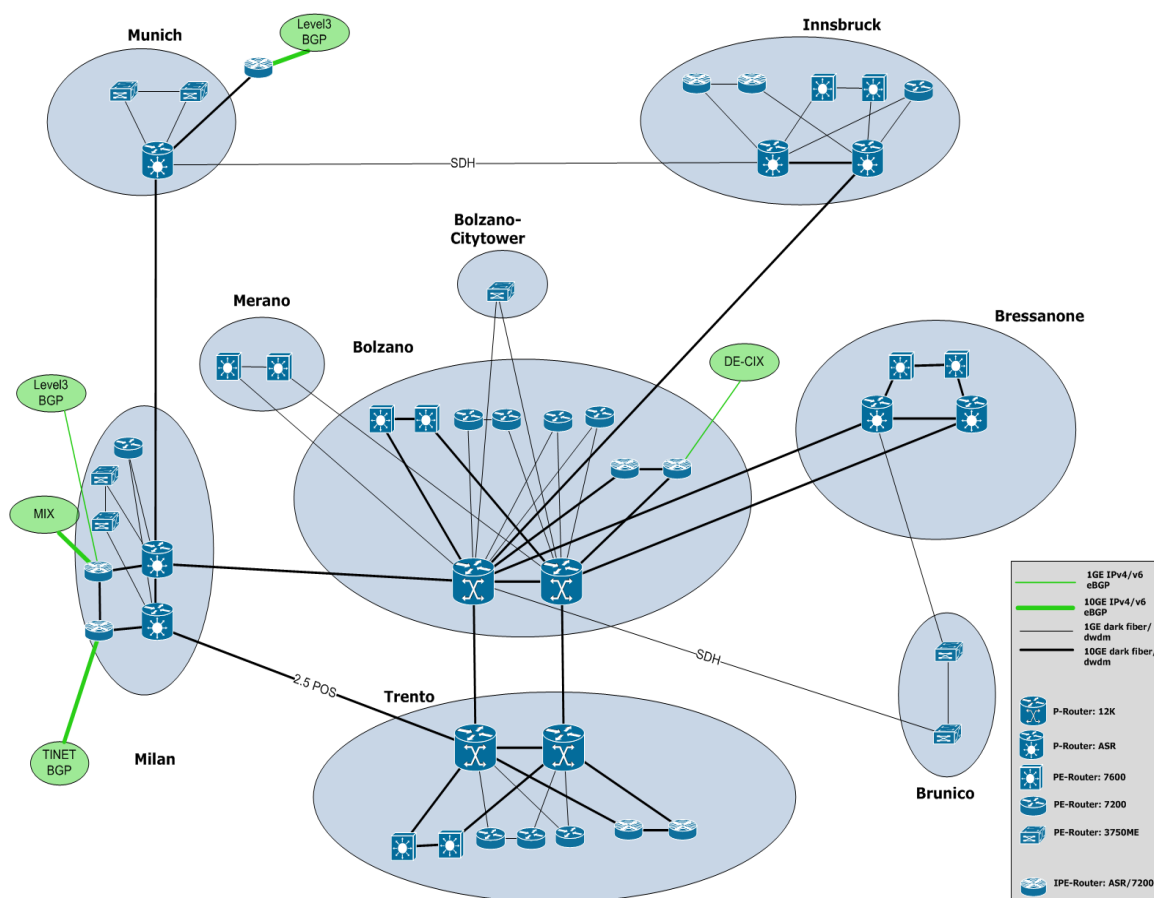 Level3
BGP
Munich
Innsbruck
SDH
Bolzano-
Citytower
Merano
Bolzano
Bressanone
DE-CIX
Level3
BGP
MIX
TINET
BGP
Milan
2.5 POS
Trento
SDH
Brunico
1GE IPv4/v6
eBGP
10GE IPv4/v6
eBGP
1GE dark fiber/
dwdm
10GE dark fiber/
dwdm
P-Router: 12K
P-Router: ASR
PE-Router: 7600
PE-Router: 7200
PE-Router: 3750ME
IPE-Router: ASR/7200